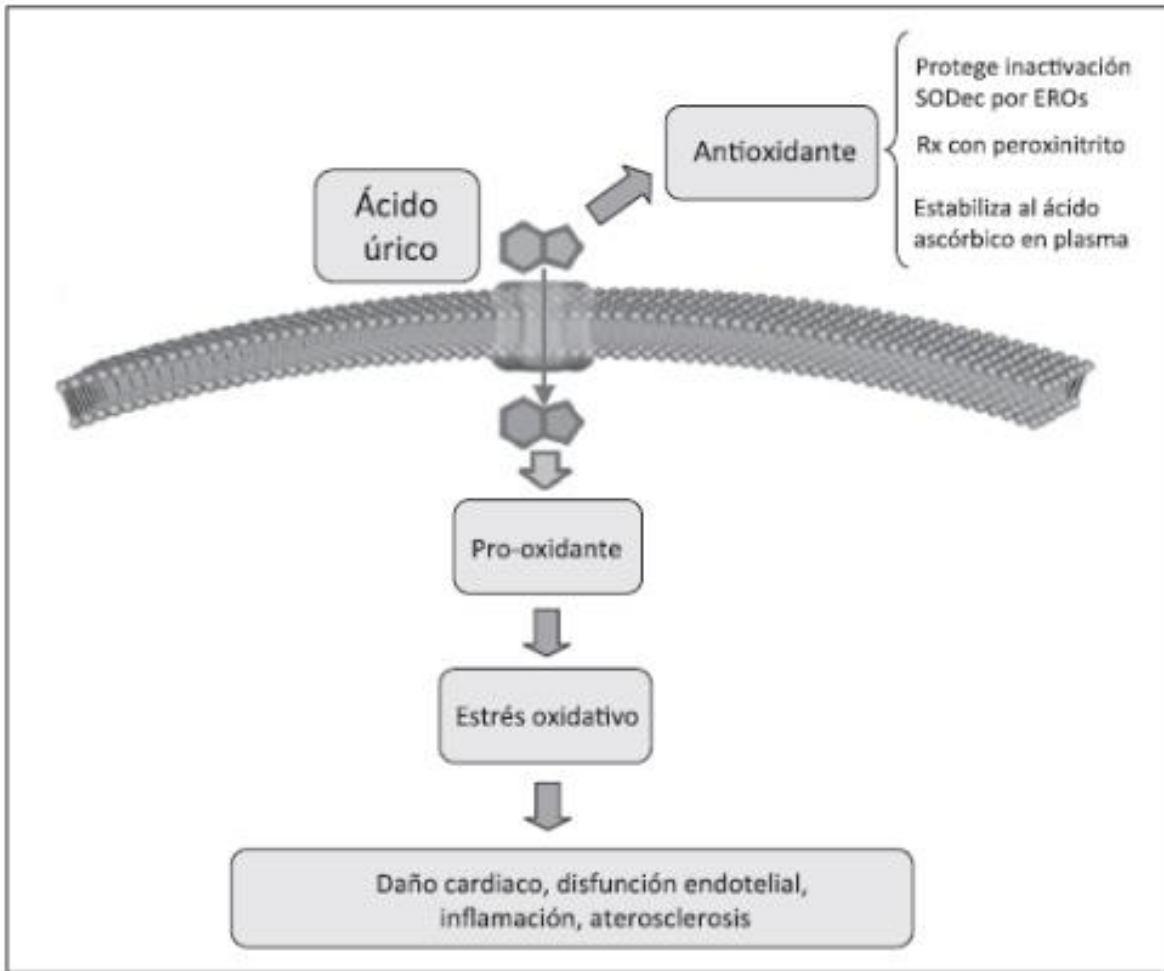 Protege inactivación
SODec por EROs
Antioxidante
Rx con peroxinitrito
Estabiliza al ácido
ascórbico en plasma
Ácido
úrico
Pro-oxidante
Estrés oxidativo
Daño cardiaco, disfunción endotelial,
inflamación, aterosclerosis